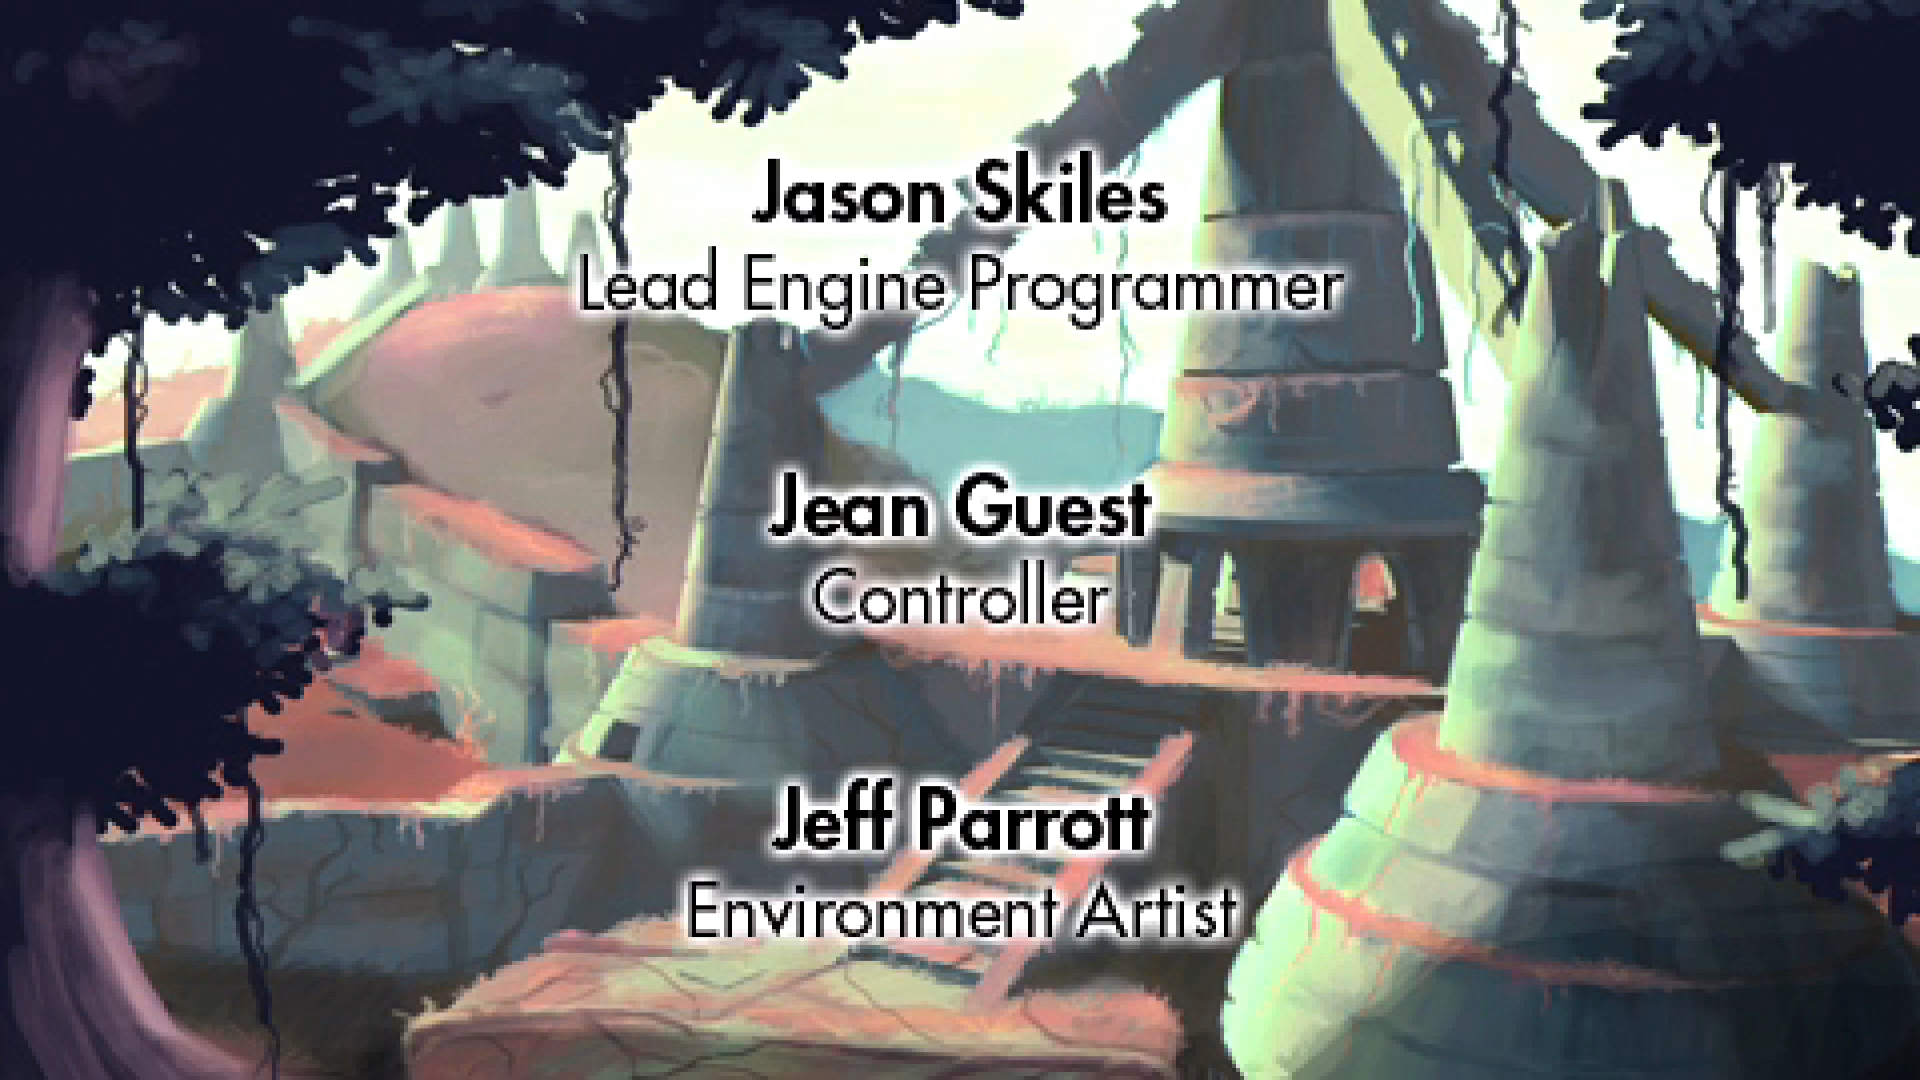 Jason Skiles
Lead Engine Programmer
Jean Guest
Controller
Jeff Parrott
Environment Artist